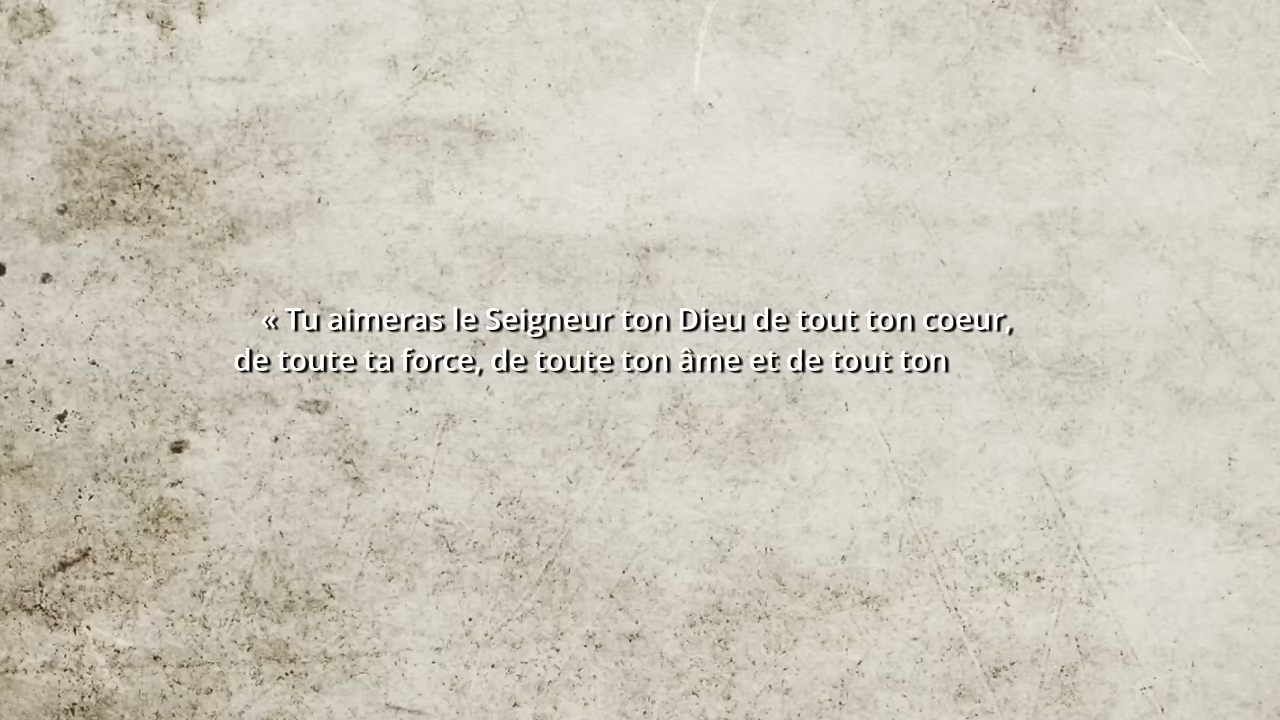 « Tu aimeras le Seigneur ton Dieu de tout ton coeur,
de toute ta force, de toute ton âme et de tout ton